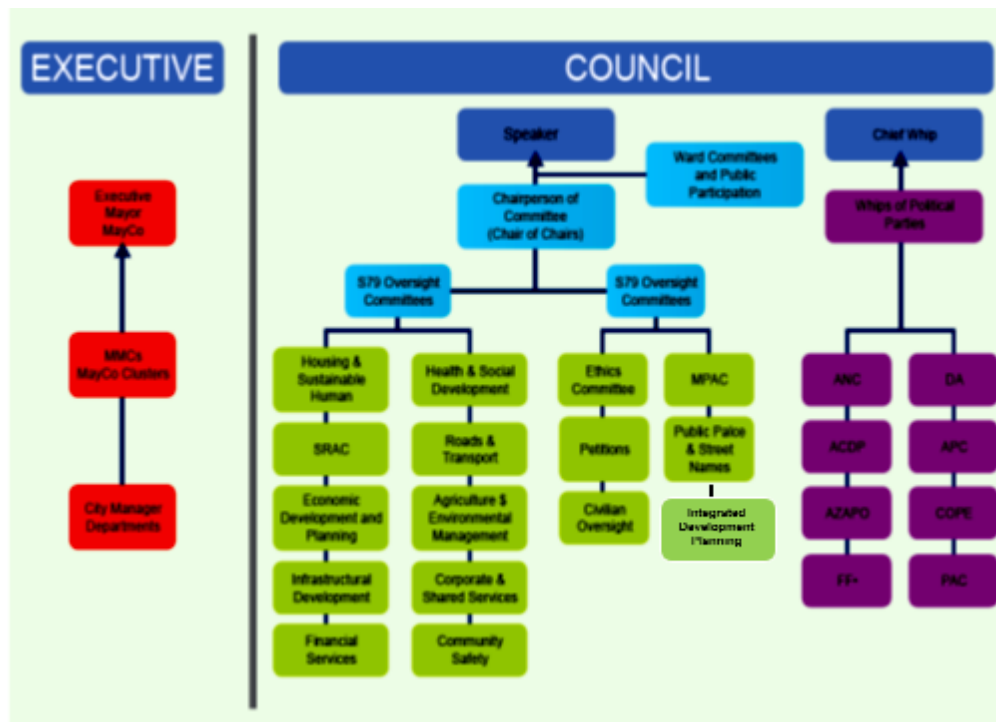 EXECUTIVE
COUNCIL
Speaker
Chief Whip
Ward Committees
and Public
Participation
Executive
Mayor
MayCo
Chairperson of
Committee
(Chair of Chairs)
Whips of Political
Parties
S79 Oversight
Committees
S79 Oversight
Committees
MMCs
MayCo Clusters
Housing &
Sustainable
Human
Health & Social
Development
Ethics
Committee
MPAC
ANC
DA
SRAC
Roads &
Transport
Petitions
Public Palce
& Street
Names
ACDP
APC
City Manager
Departments
Economic
Development and
Planning
Agriculture $
Environmental
Management
Civilian
Oversight
Integrated
Development
Planning
AZAPO
COPE
Infrastructural
Development
Corporate &
Shared Services
FF+
PAC
Financial
Services
Community
Safety